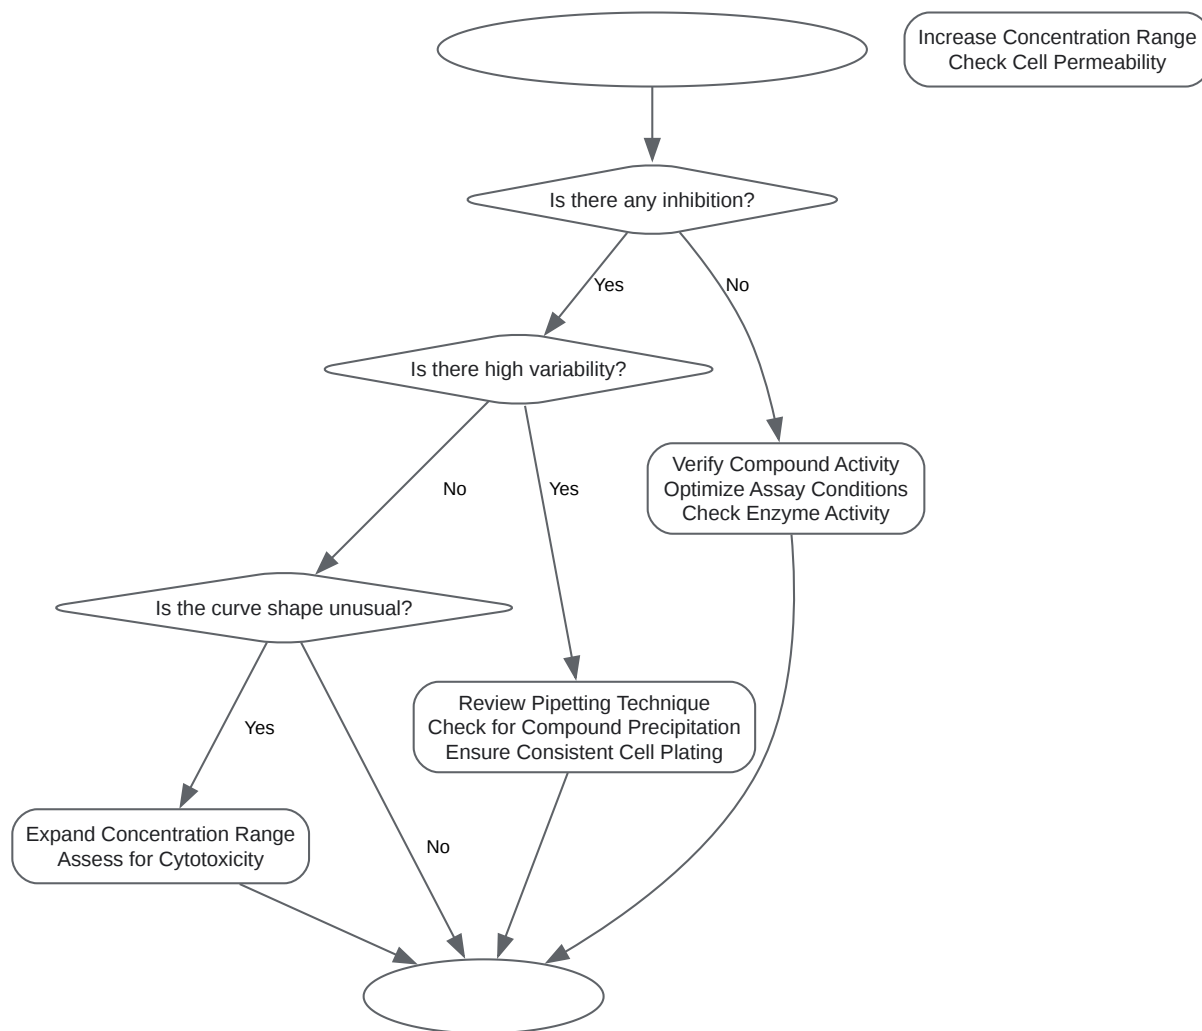 Increase Concentration Range
Check Cell Permeability
Is there any inhibition?
Yes
No
Is there high variability?
Verify Compound Activity
Optimize Assay Conditions
Check Enzyme Activity
No
Yes
Is the curve shape unusual?
Review Pipetting Technique
Check for Compound Precipitation
Ensure Consistent Cell Plating
Yes
Expand Concentration Range
Assess for Cytotoxicity
No